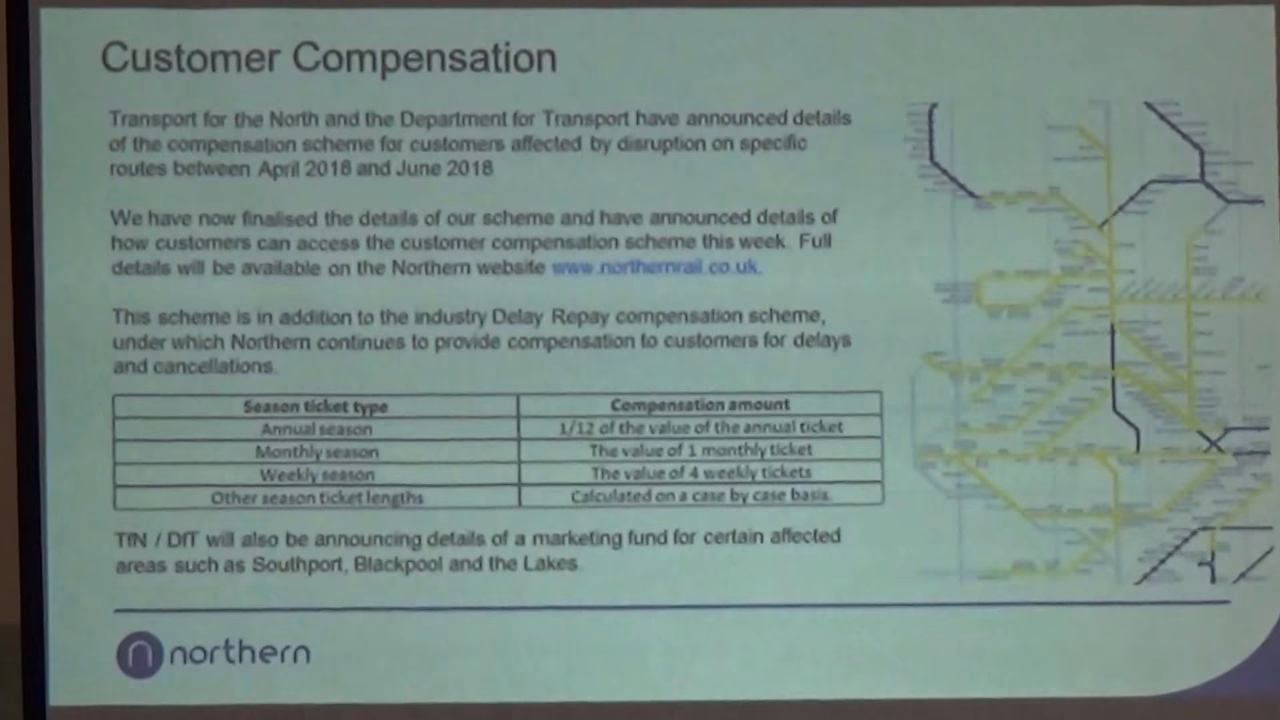 Customer Compensation
Transport for the North and the Department for Transport have announced details
of the compensation scheme for customers affected by disruption on specific
routes between April 2018 and June 2018
We have now finalised the details of our scheme and have announced details of
how customers can access the customer compensation scheme this week. Full
details will be available on the Northern website www.northernrail.co.uk.
This scheme is in addition to the industry Delay Repay compensation scheme,
under which Northern continues to provide compensation to customers for delays
and cancellations.
Season ticket type Compensation amount
Annual season 1/12 of the value of the annual ticket
Monthly season The value of 1 monthly ticket
Weekly season The value of 4 weekly tickets
Other season ticket lengths Calculated on a case by case basis.
TfN / DfT will also be announcing details of a marketing fund for certain affected
areas such as Southport, Blackpool and the Lakes.
northern